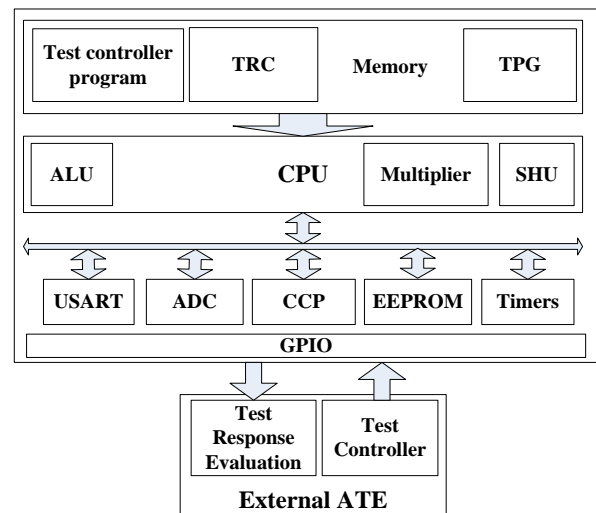 Test controller
program
TRC
Memory
TPG
ALU
CPU
Multiplier
SHU
USART
ADC
CCP
EEPROM
Timers
GPIO
Test
Response
Evaluation
Test
Controller
External ATE